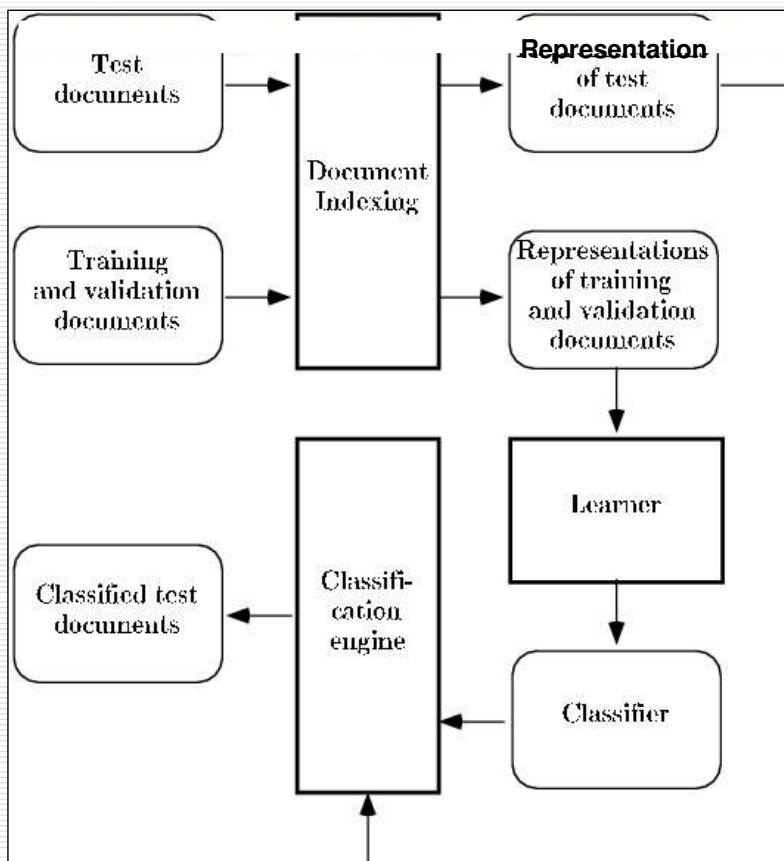 Test
documents
Representation
of test
documents
Document
Indexing
Training
and validation
documents
Representations
of training
and validation
documents
Learner
Classified test
documents
Classifi-
cation
engine
Classifier